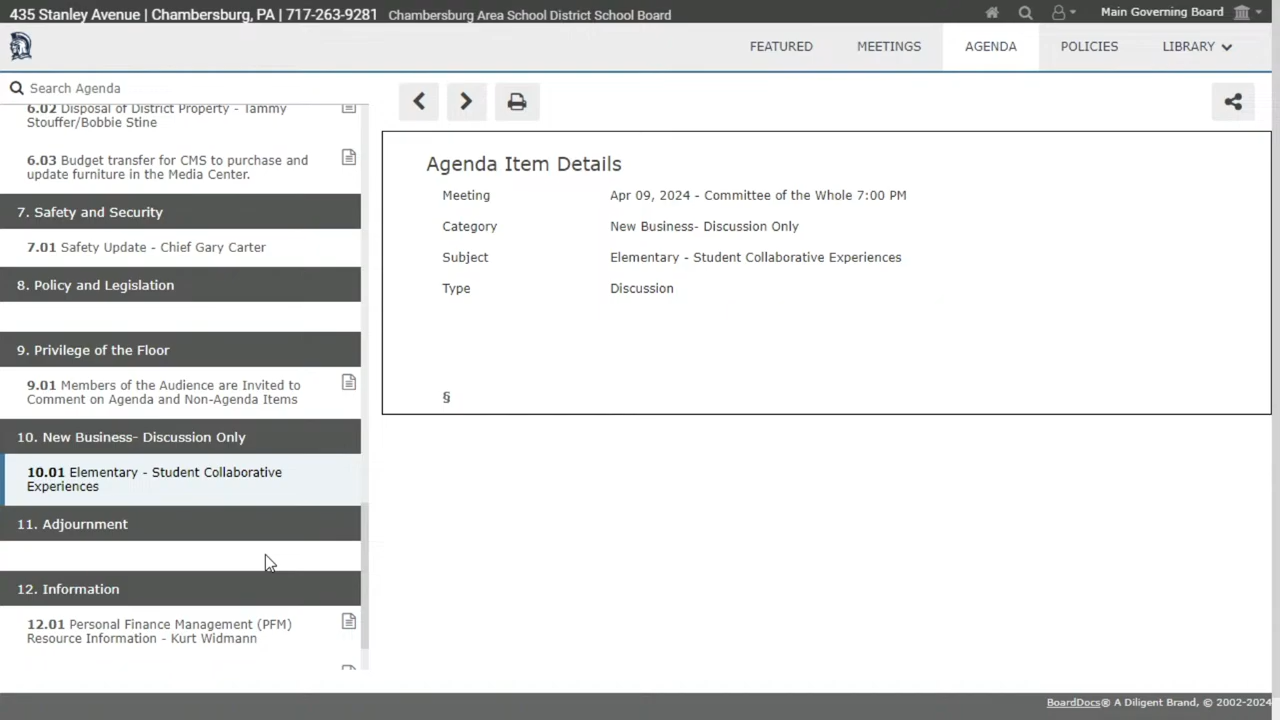 435 Stanley Avenue | Chambersburg, PA | 717-263-9281 Chambersburg Area School District School Board
Main Governing Board
FEATURED MEETINGS AGENDA POLICIES LIBRARY
Search Agenda
6.02 Disposal of District Property - Tammy
Stouffer/Bobbie Stine
6.03 Budget transfer for CMS to purchase and
update furniture in the Media Center.
7. Safety and Security
7.01 Safety Update - Chief Gary Carter
8. Policy and Legislation
9. Privilege of the Floor
9.01 Members of the Audience are Invited to
Comment on Agenda and Non-Agenda Items
10. New Business- Discussion Only
10.01 Elementary - Student Collaborative
Experiences
11. Adjournment
12. Information
12.01 Personal Finance Management (PFM)
Resource Information - Kurt Widmann
Agenda Item Details
Meeting Apr 09, 2024 - Committee of the Whole 7:00 PM
Category New Business- Discussion Only
Subject Elementary - Student Collaborative Experiences
Type Discussion
§
BoardDocs® A Diligent Brand, © 2002-2024